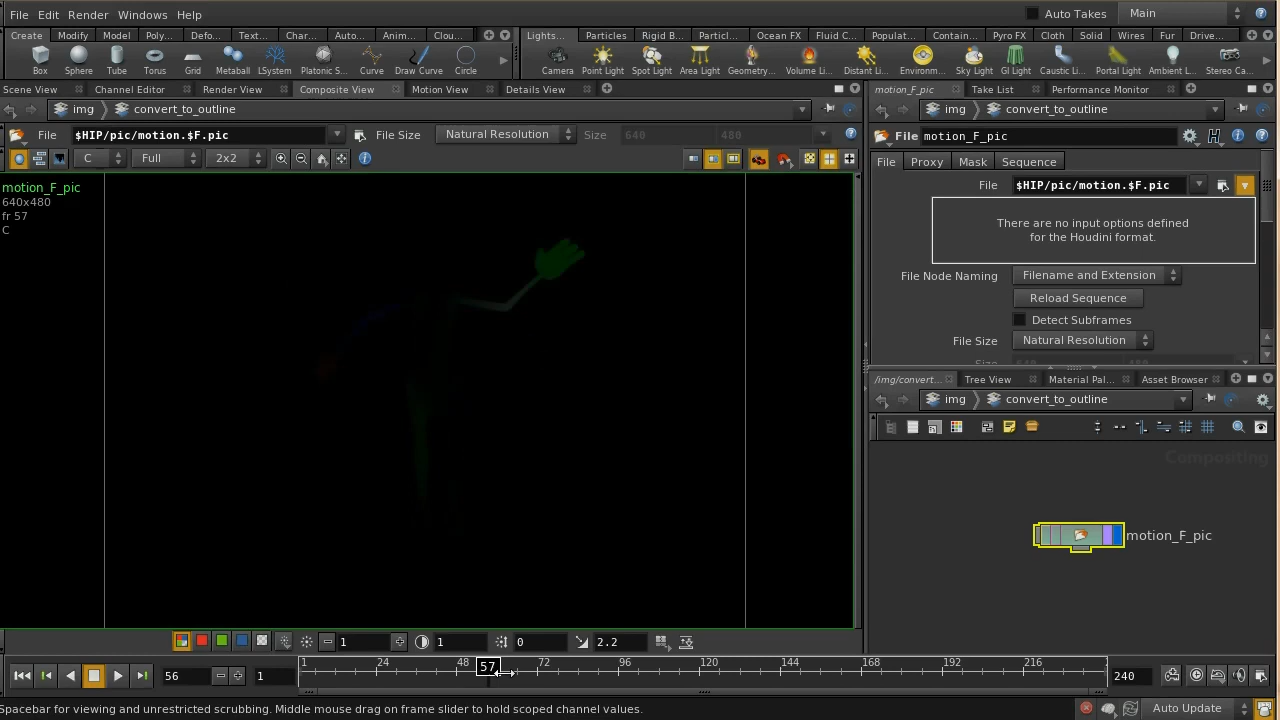 File Edit Render Windows Help Auto Takes Main
Create Modify Model Poly... Defo... Text... Char... Auto... Anim... Clou... Lights... Particles Rigid B... Particl... Ocean FX Fluid C... Populat... Contain... Pyro FX Cloth Solid Wires Fur Drive...
Box Sphere Tube Torus Grid Metaball LSystem Platonic S... Curve Draw Curve Circle Camera Point Light Spot Light Area Light Geometry... Volume Li... Distant Li... Environm... Sky Light GI Light Caustic Li... Portal Light Ambient L... Stereo Ca...
Scene View Channel Editor Render View Composite View Motion View Details View motion_F_pic Take List Performance Monitor
img convert_to_outline img convert_to_outline
File $HIP/pic/motion.$F.pic File Size Natural Resolution Size 640 480 File motion_F_pic
C Full 2x2 File Proxy Mask Sequence
motion_F_pic
640x480
fr 57
C
File $HIP/pic/motion.$F.pic
There are no input options defined
for the Houdini format.
File Node Naming Filename and Extension
Reload Sequence
Detect Subframes
File Size Natural Resolution
Size 640 480
/img/convert... Tree View Material Pal... Asset Browser
img convert_to_outline
Compositing
motion_F_pic
1 1 0 2.2
56 1 1 24 48 57 72 96 120 144 168 192 216 240
Spacebar for viewing and unrestricted scrubbing. Middle mouse drag on frame slider to hold scoped channel values. Auto Update